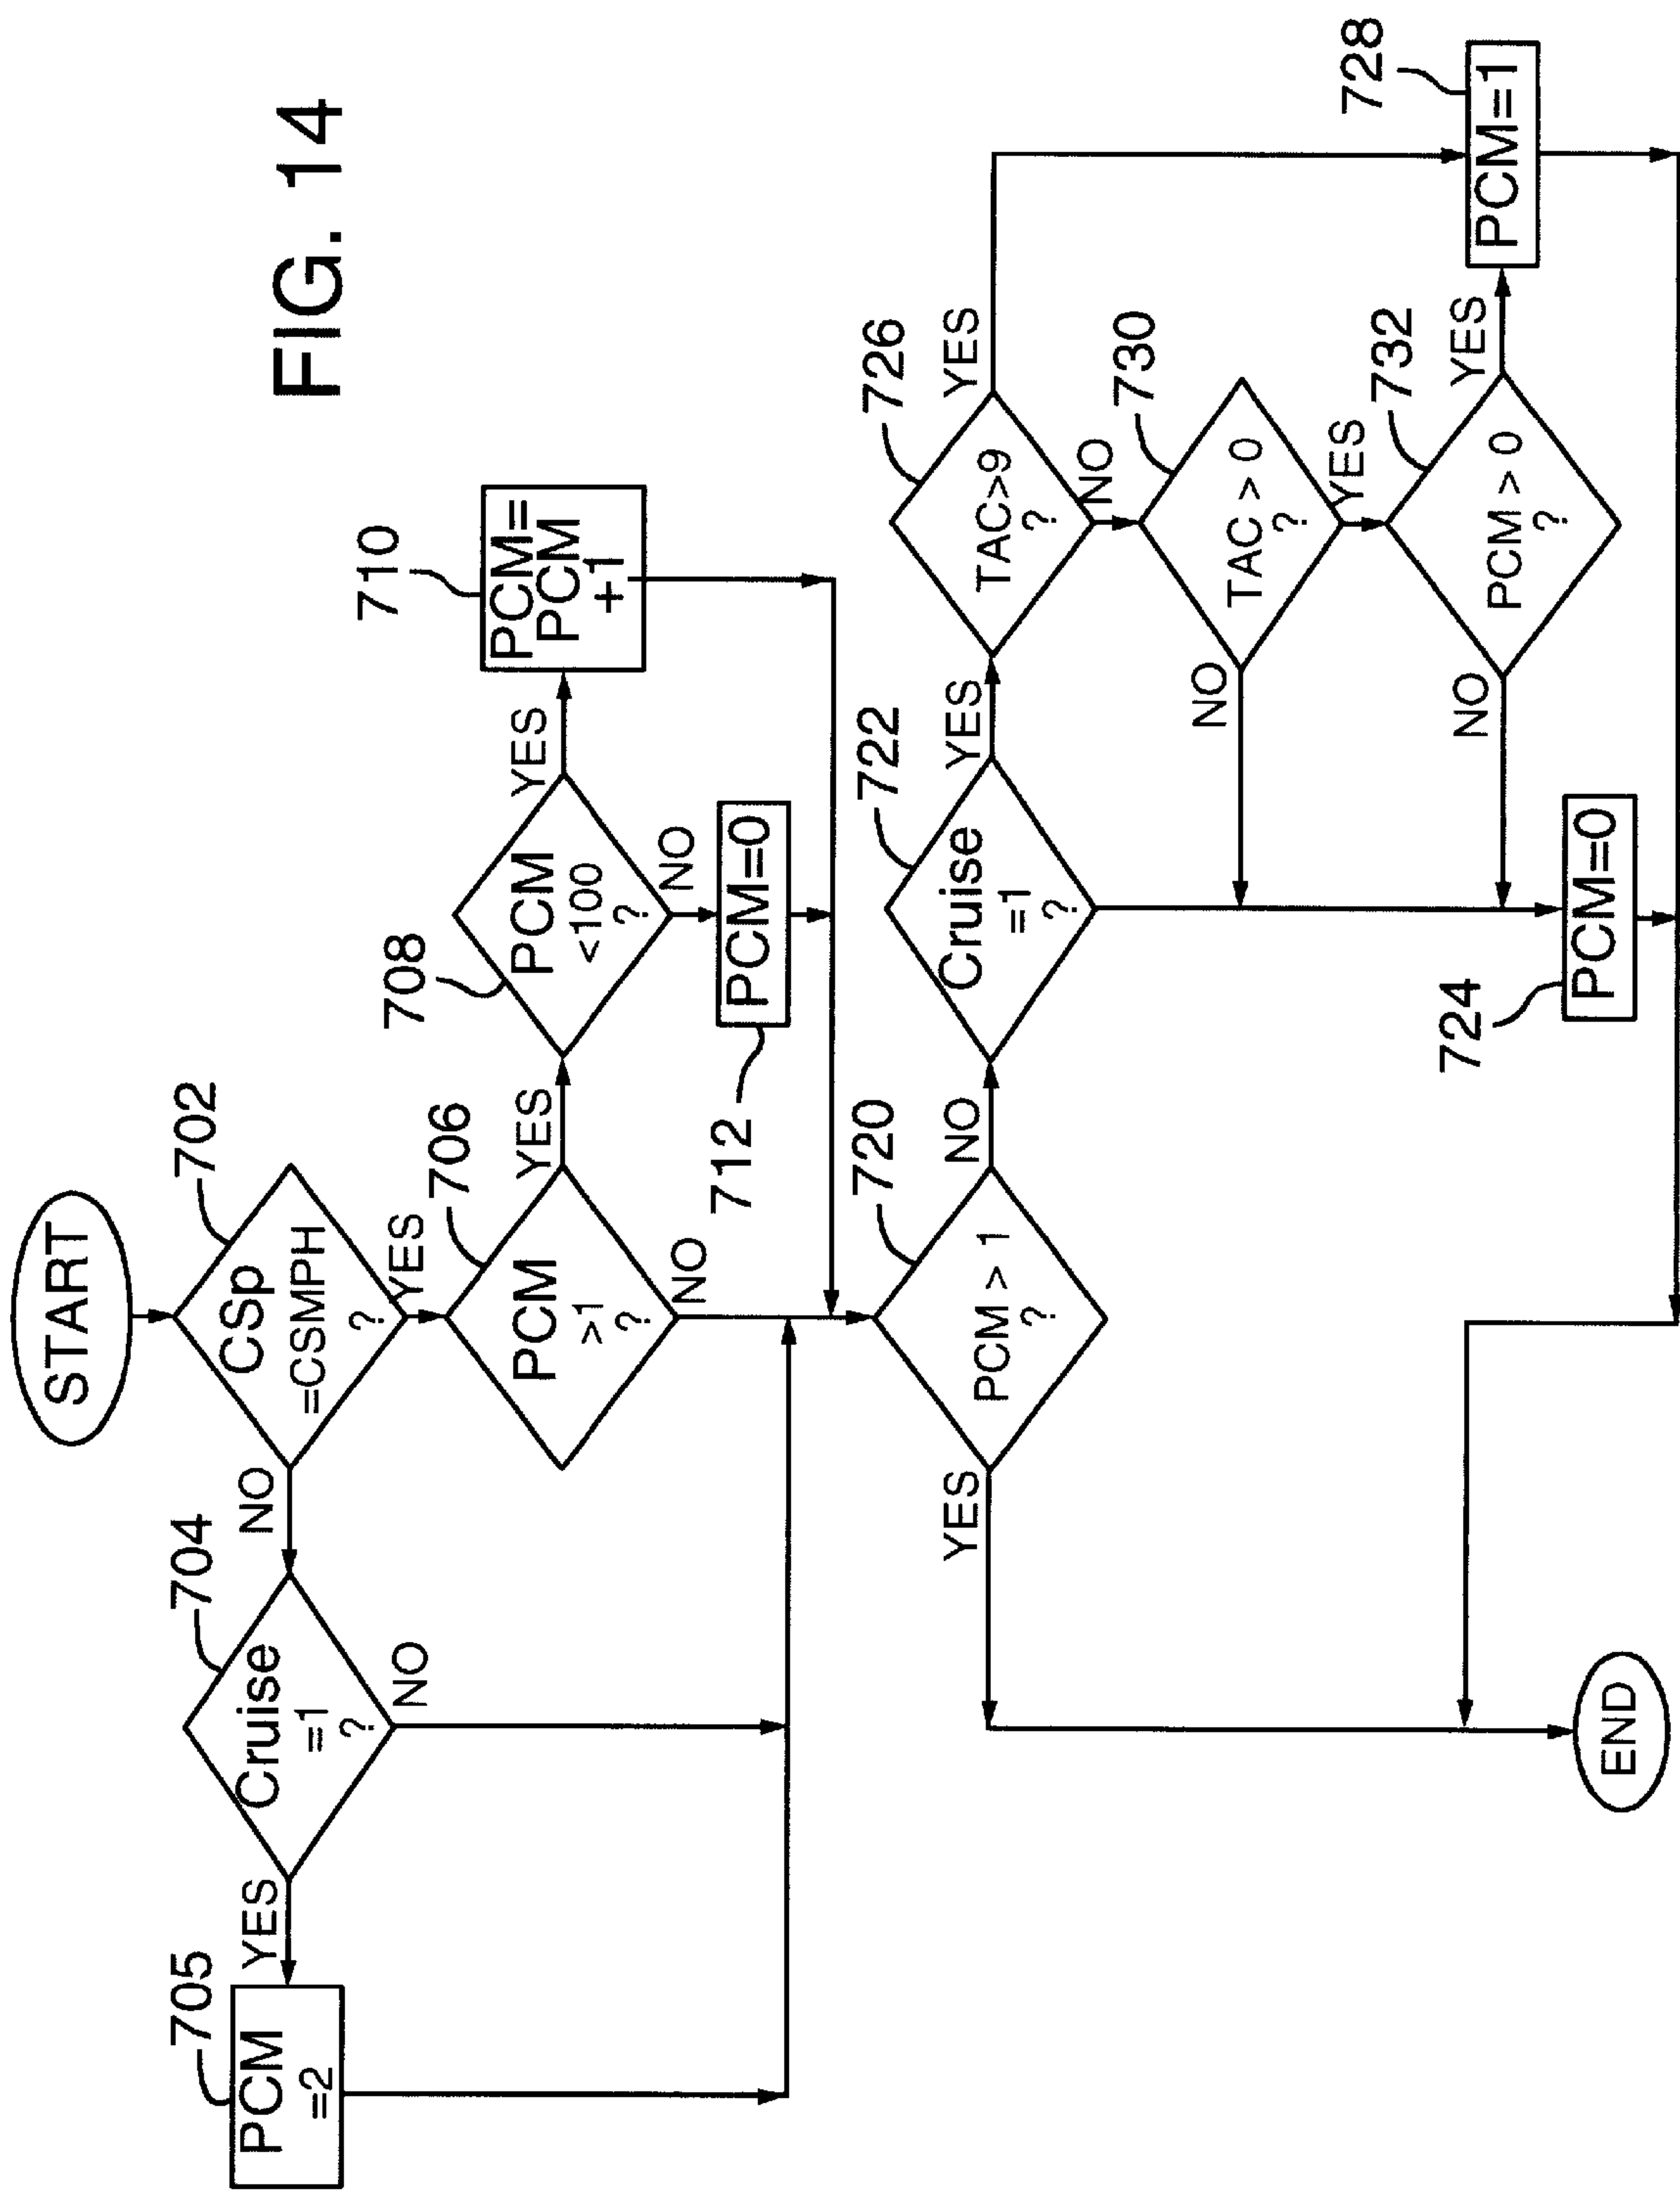 FIG. 14
START
702
CSp
=CSMPH
?
NO
YES
704
Cruise
=1
?
YES
NO
705
PCM
=2
706
PCM
>1
?
YES
NO
708
PCM
<100
?
YES
NO
710
PCM=
PCM
+1
712
PCM=0
720
PCM > 1
?
YES
NO
722
Cruise
=1
?
YES
726
TAC>9
?
YES
NO
730
TAC > 0
?
NO
YES
732
PCM > 0
?
NO
YES
728
PCM=1
724
PCM=0
END